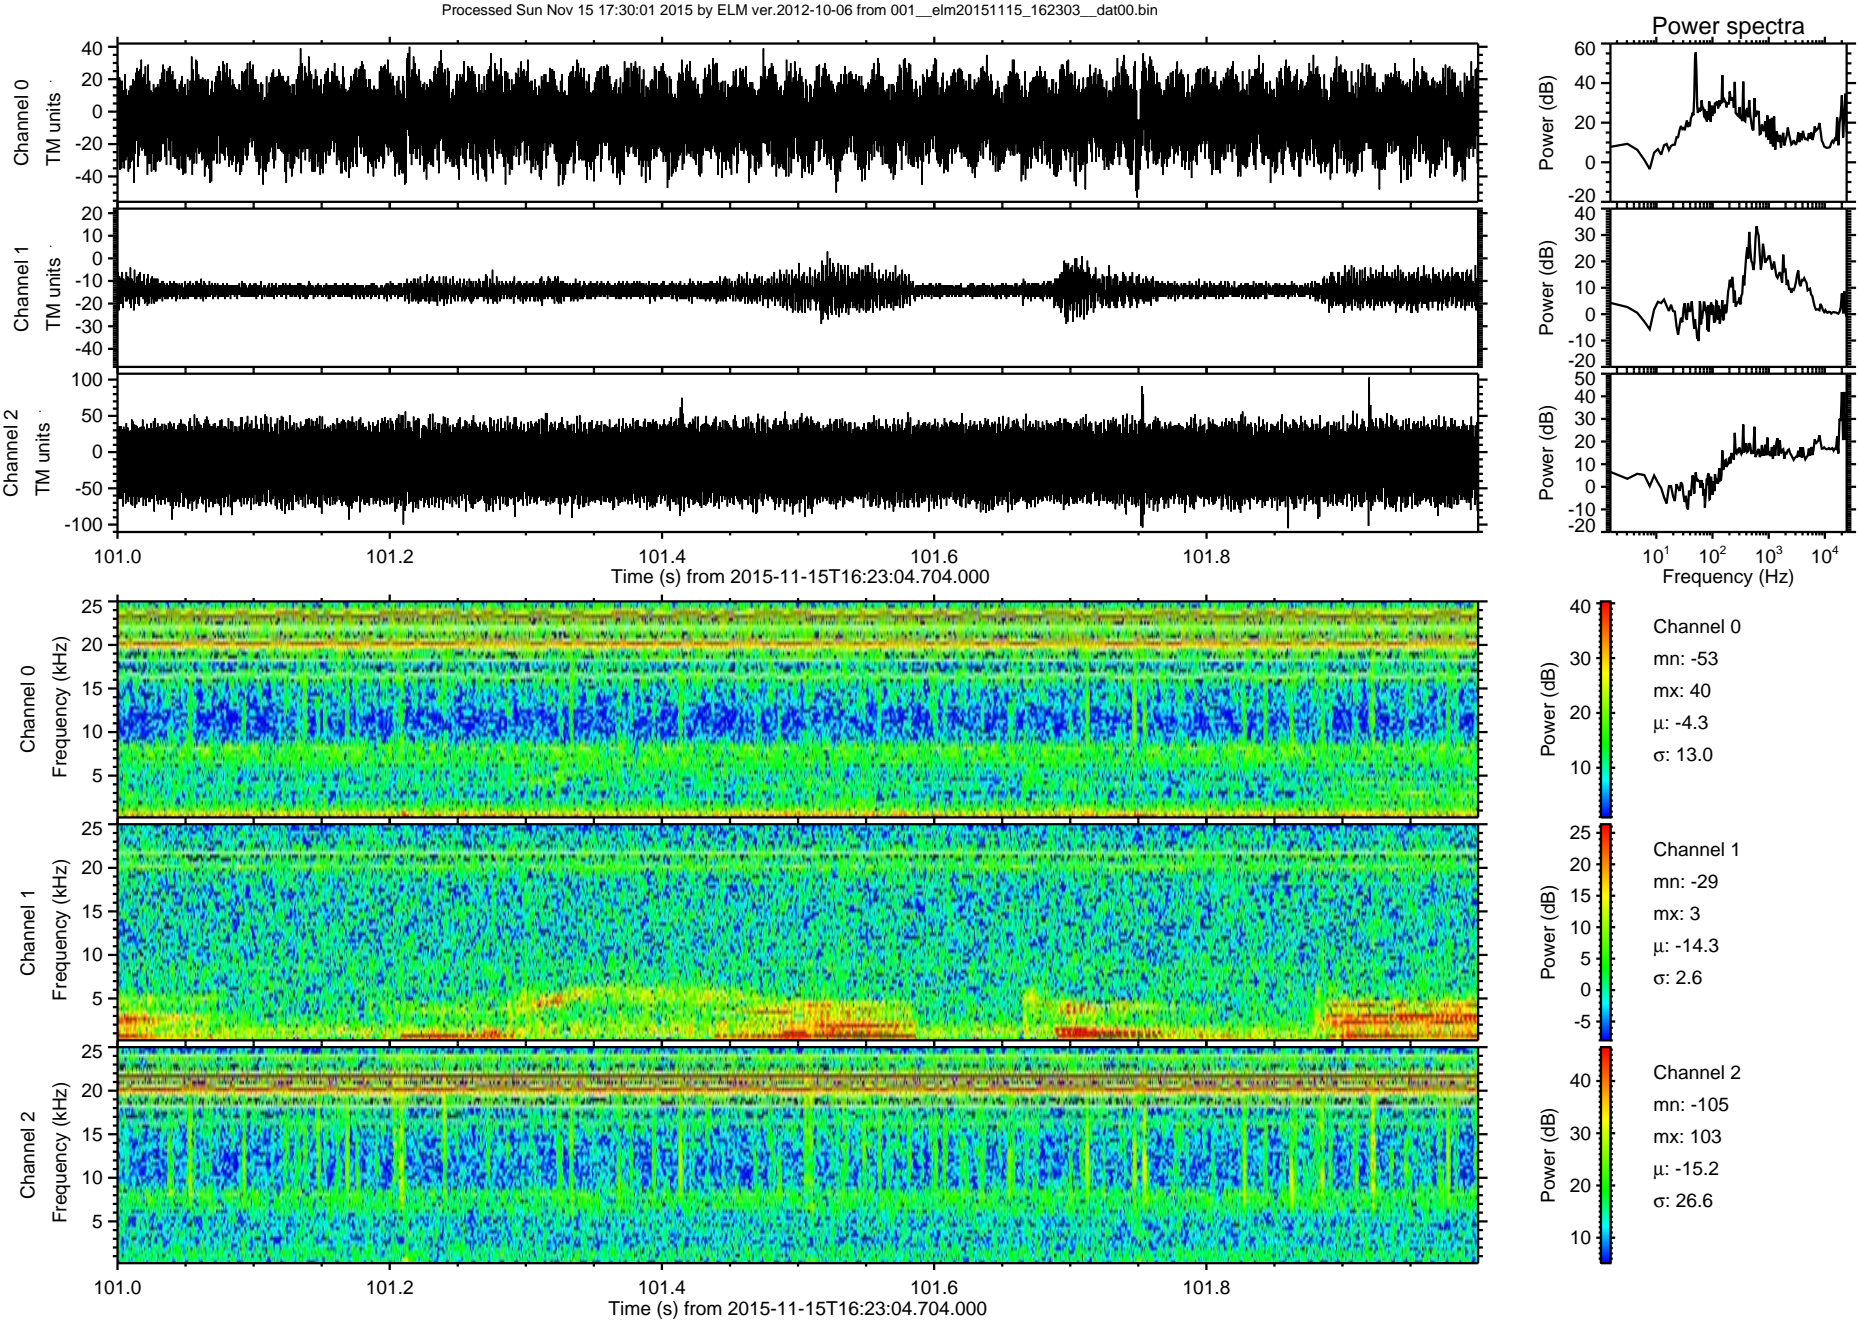 Processed Sun Nov 15 17:30:01 2015 by ELM ver.2012-10-06 from 001__elm20151115_162303__dat00.bin
Power spectra
Channel 0
TM units
40
20
0
-20
-40
Power (dB)
60
40
20
0
-20
Channel 1
TM units
20
10
0
-10
-20
-30
-40
Power (dB)
40
30
20
10
0
-10
-20
Channel 2
TM units
100
50
0
-50
-100
Power (dB)
50
40
30
20
10
0
-10
-20
101.0 101.2 101.4 101.6 101.8
Time (s) from 2015-11-15T16:23:04.704.000
10^1 10^2 10^3 10^4
Frequency (Hz)
Channel 0
Frequency (kHz)
25
20
15
10
5
Power (dB)
40
30
20
10
Channel 0
mn: -53
mx: 40
μ: -4.3
σ: 13.0
Channel 1
Frequency (kHz)
25
20
15
10
5
Power (dB)
25
20
15
10
5
0
-5
Channel 1
mn: -29
mx: 3
μ: -14.3
σ: 2.6
Channel 2
Frequency (kHz)
25
20
15
10
5
Power (dB)
40
30
20
10
Channel 2
mn: -105
mx: 103
μ: -15.2
σ: 26.6
101.0 101.2 101.4 101.6 101.8
Time (s) from 2015-11-15T16:23:04.704.000